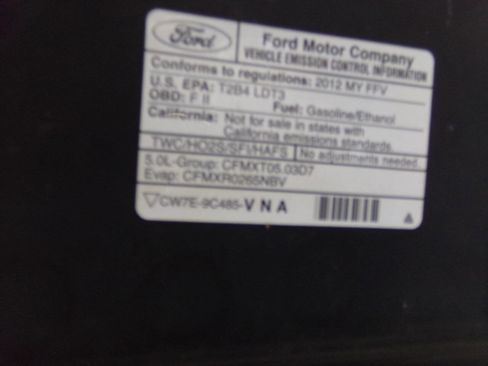 Ford
Ford Motor Company
VEHICLE EMISSION CONTROL INFORMATION
Conforms to regulations: 2012 MY FFV
U.S. EPA: T2B4 LDT3
OBD: F II Fuel: Gasoline/Ethanol
California: Not for sale in states with
California emissions standards.
TWC/HO2S/SFI/HAFS No adjustments needed.
5.0L-Group: CFMXT05.03D7
Evap: CFMXR0265NBV
CW7E-9C485-VNA